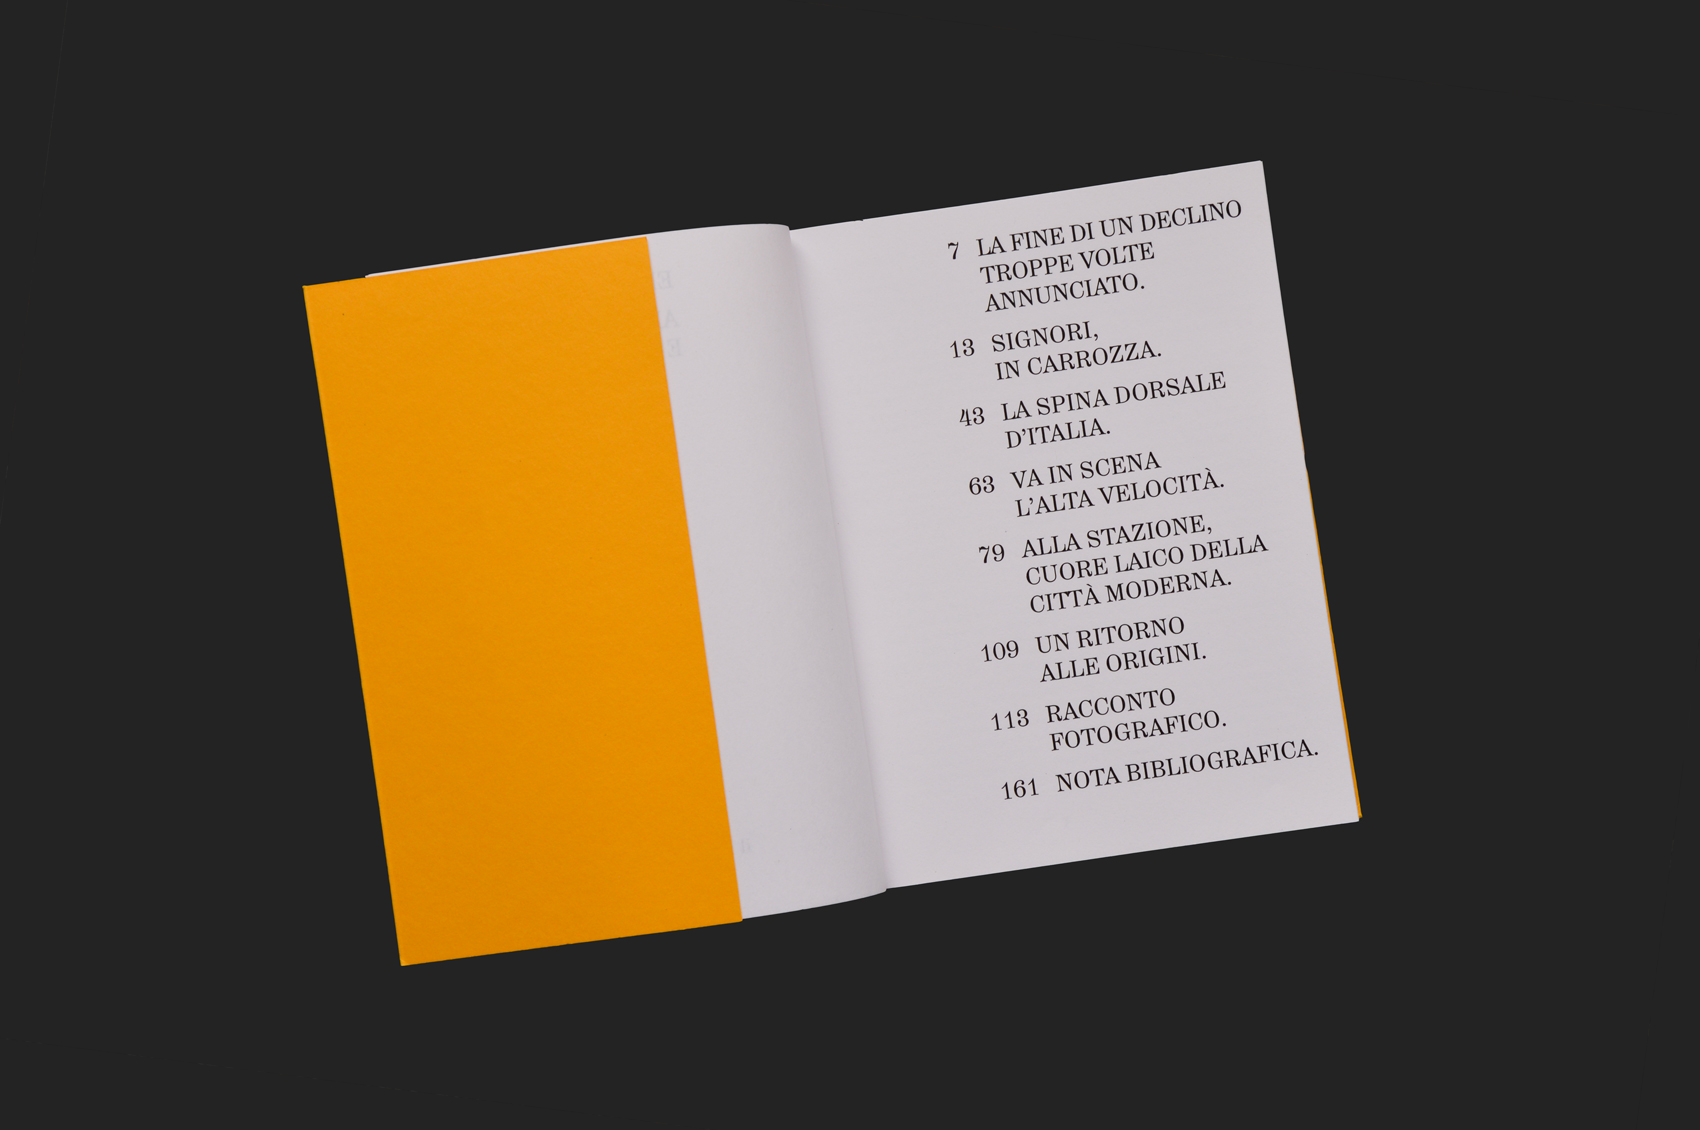 7 LA FINE DI UN DECLINO
TROPPE VOLTE
ANNUNCIATO.
13 SIGNORI,
IN CARROZZA.
43 LA SPINA DORSALE
D’ITALIA.
63 VA IN SCENA
L’ALTA VELOCITÀ.
79 ALLA STAZIONE,
CUORE LAICO DELLA
CITTÀ MODERNA.
109 UN RITORNO
ALLE ORIGINI.
113 RACCONTO
FOTOGRAFICO.
161 NOTA BIBLIOGRAFICA.